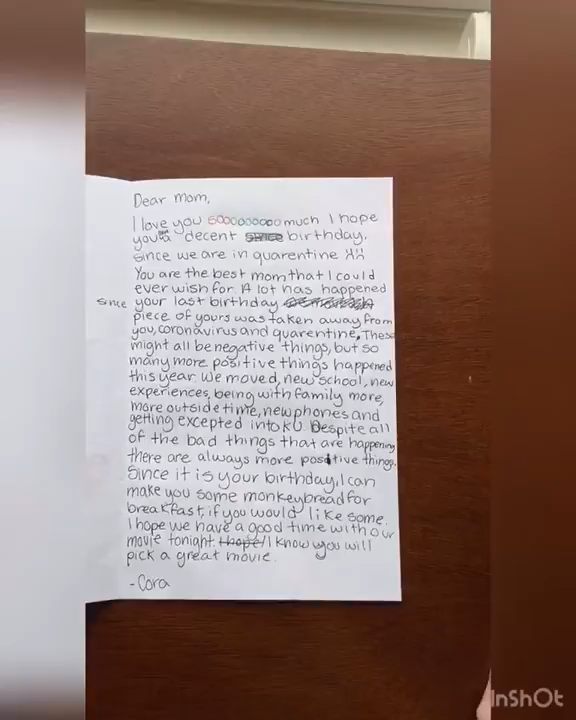 Dear Mom,
I love you sooooooooo much I hope
you have a decent birthday,
since we are in quarentine
You are the best mom that I could
ever wish for. A lot has happened
since your last birthday
piece of yours was taken away from
you, coronavirus and quarentine. These
might all be negative things, but so
many more positive things happened
this year. We moved, new school, new
experiences, being with family more,
more outside time, new phones and
getting excepted into KU. Despite all
of the bad things that are happening
there are always more positive things.
Since it is your birthday, I can
make you some monkeybread for
breakfast, if you would like some.
I hope we have a good time with our
movie tonight. I hope I know you will
pick a great movie.
-Cora
InShOt